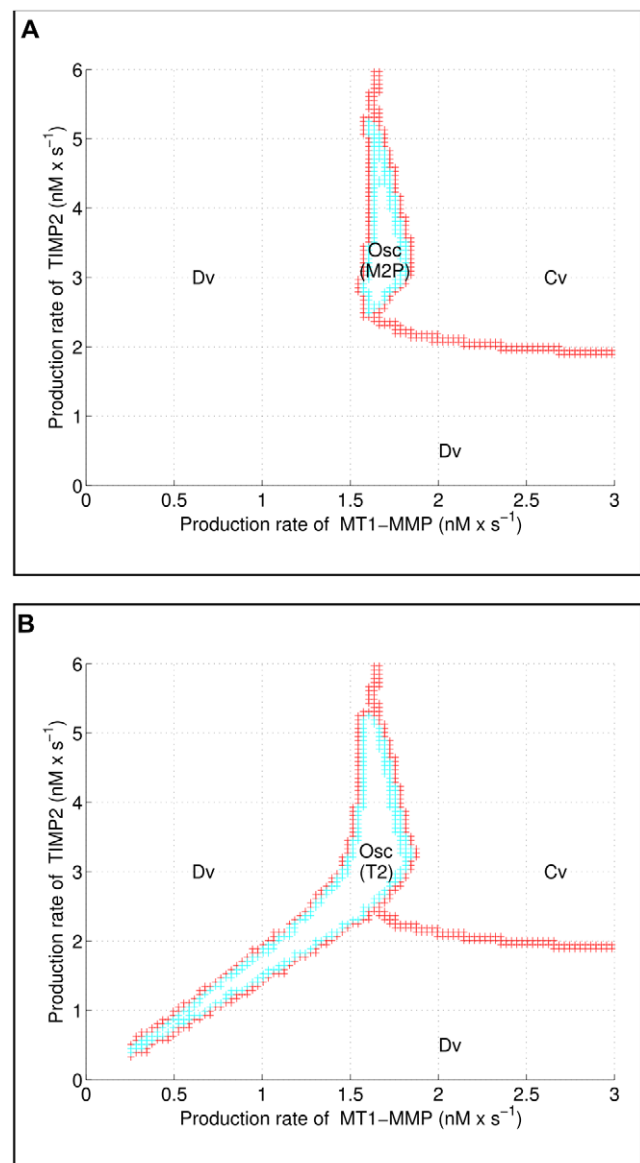 A
6
5
4
3
2
1
0
Production rate of TIMP2 (nM x s⁻¹)
Osc
(M2P)
Dv
Cv
Dv
0 0.5 1 1.5 2 2.5 3
Production rate of MT1−MMP (nM x s⁻¹)
B
6
5
4
3
2
1
0
Production rate of TIMP2 (nM x s⁻¹)
Osc
(T2)
Dv
Cv
Dv
0 0.5 1 1.5 2 2.5 3
Production rate of MT1−MMP (nM x s⁻¹)